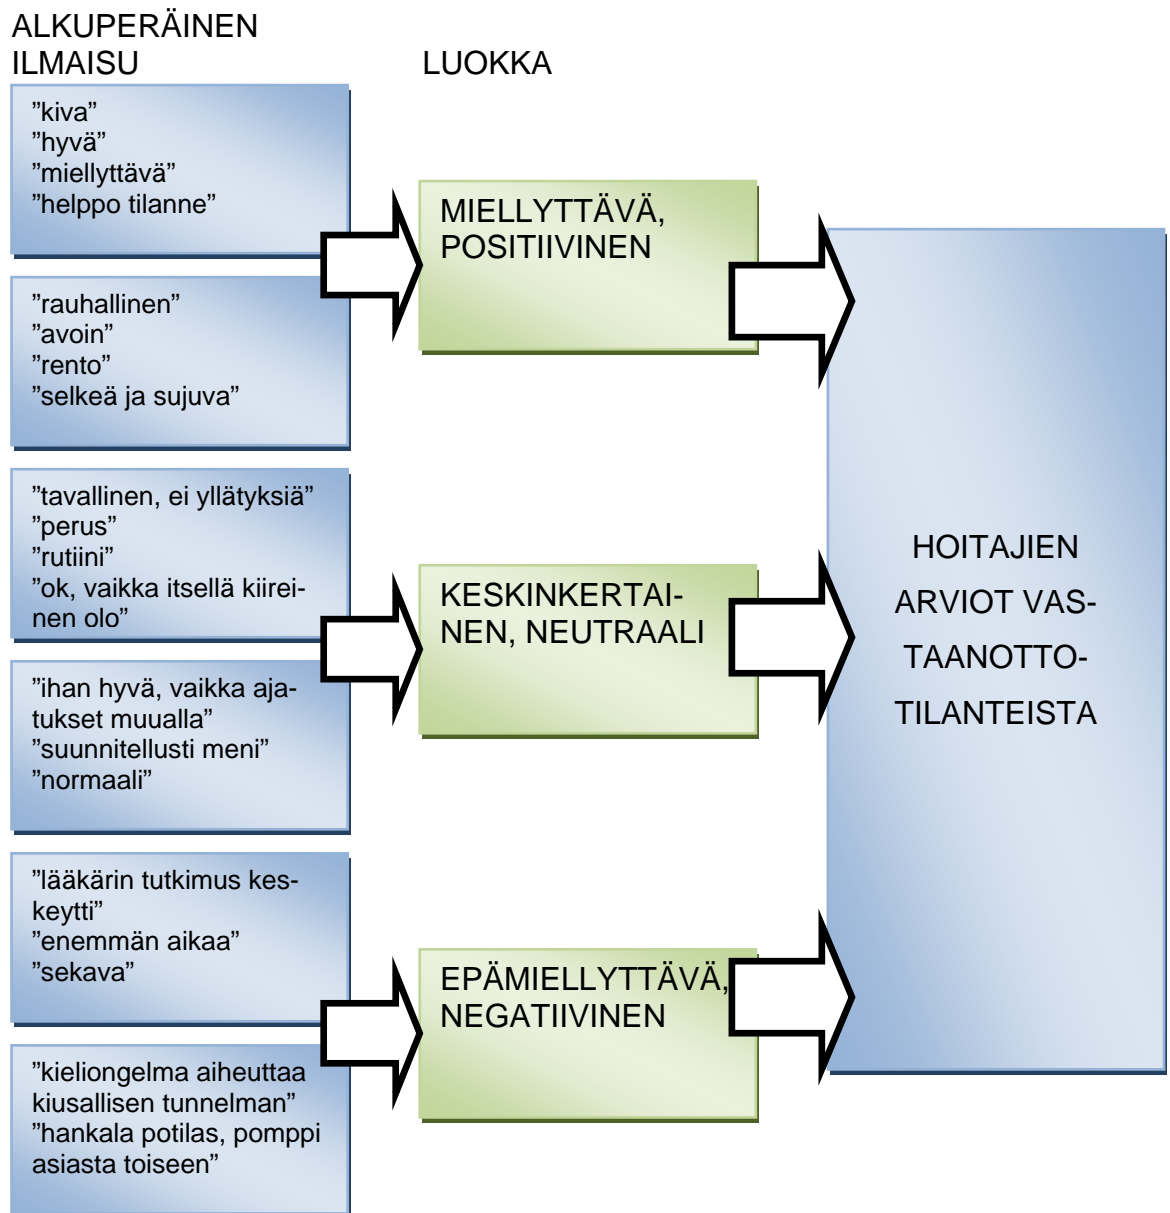 ALKUPERÄINEN
ILMAISU
LUOKKA
”kiva”
”hyvä”
”miellyttävä”
”helppo tilanne”
”rauhallinen”
”avoin”
”rento”
”selkeä ja sujuva”
MIELLYTTÄVÄ,
POSITIIVINEN
”tavallinen, ei yllätyksiä”
”perus”
”rutiini”
”ok, vaikka itsellä kiirei-
nen olo”
”ihan hyvä, vaikka aja-
tukset muualla”
”suunnitellusti meni”
”normaali”
KESKINKERTAI-
NEN, NEUTRAALI
”lääkärin tutkimus kes-
keytti”
”enemmän aikaa”
”sekava”
”kieliongelma aiheuttaa
kiusallisen tunnelman”
”hankala potilas, pomppi
asiasta toiseen”
EPÄMIELLYTTÄVÄ,
NEGATIIVINEN
HOITAJIEN
ARVIOT VAS-
TAANOTTO-
TILANTEISTA